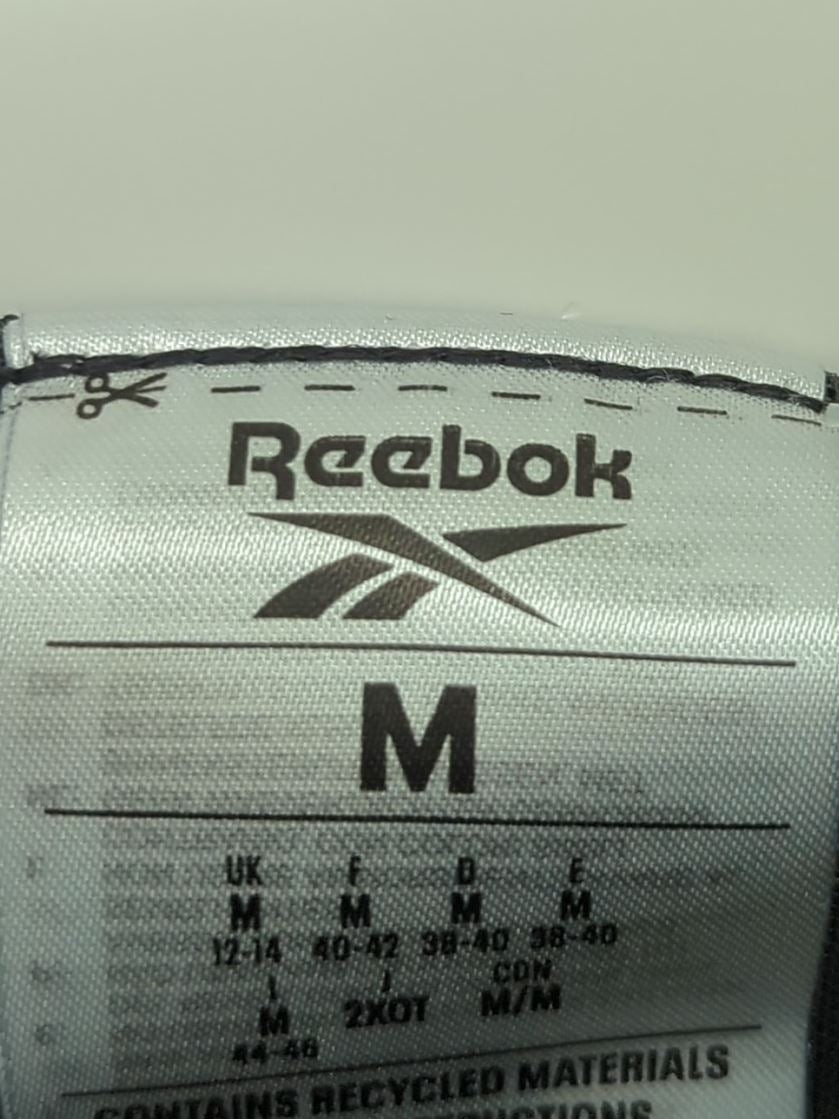 Reebok
M
UK F D E
M M M M
12-14 40-42 38-40 38-40
I J CDN
M 2XOT M/M
44-46
CONTAINS RECYCLED MATERIALS